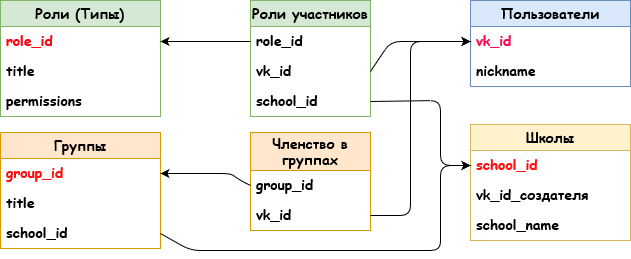 Роли (Типы)
role_id
title
permissions
Роли участников
role_id
vk_id
school_id
Пользователи
vk_id
nickname
Группы
group_id
title
school_id
Членство в
группах
group_id
vk_id
Школы
school_id
vk_id_создателя
school_name